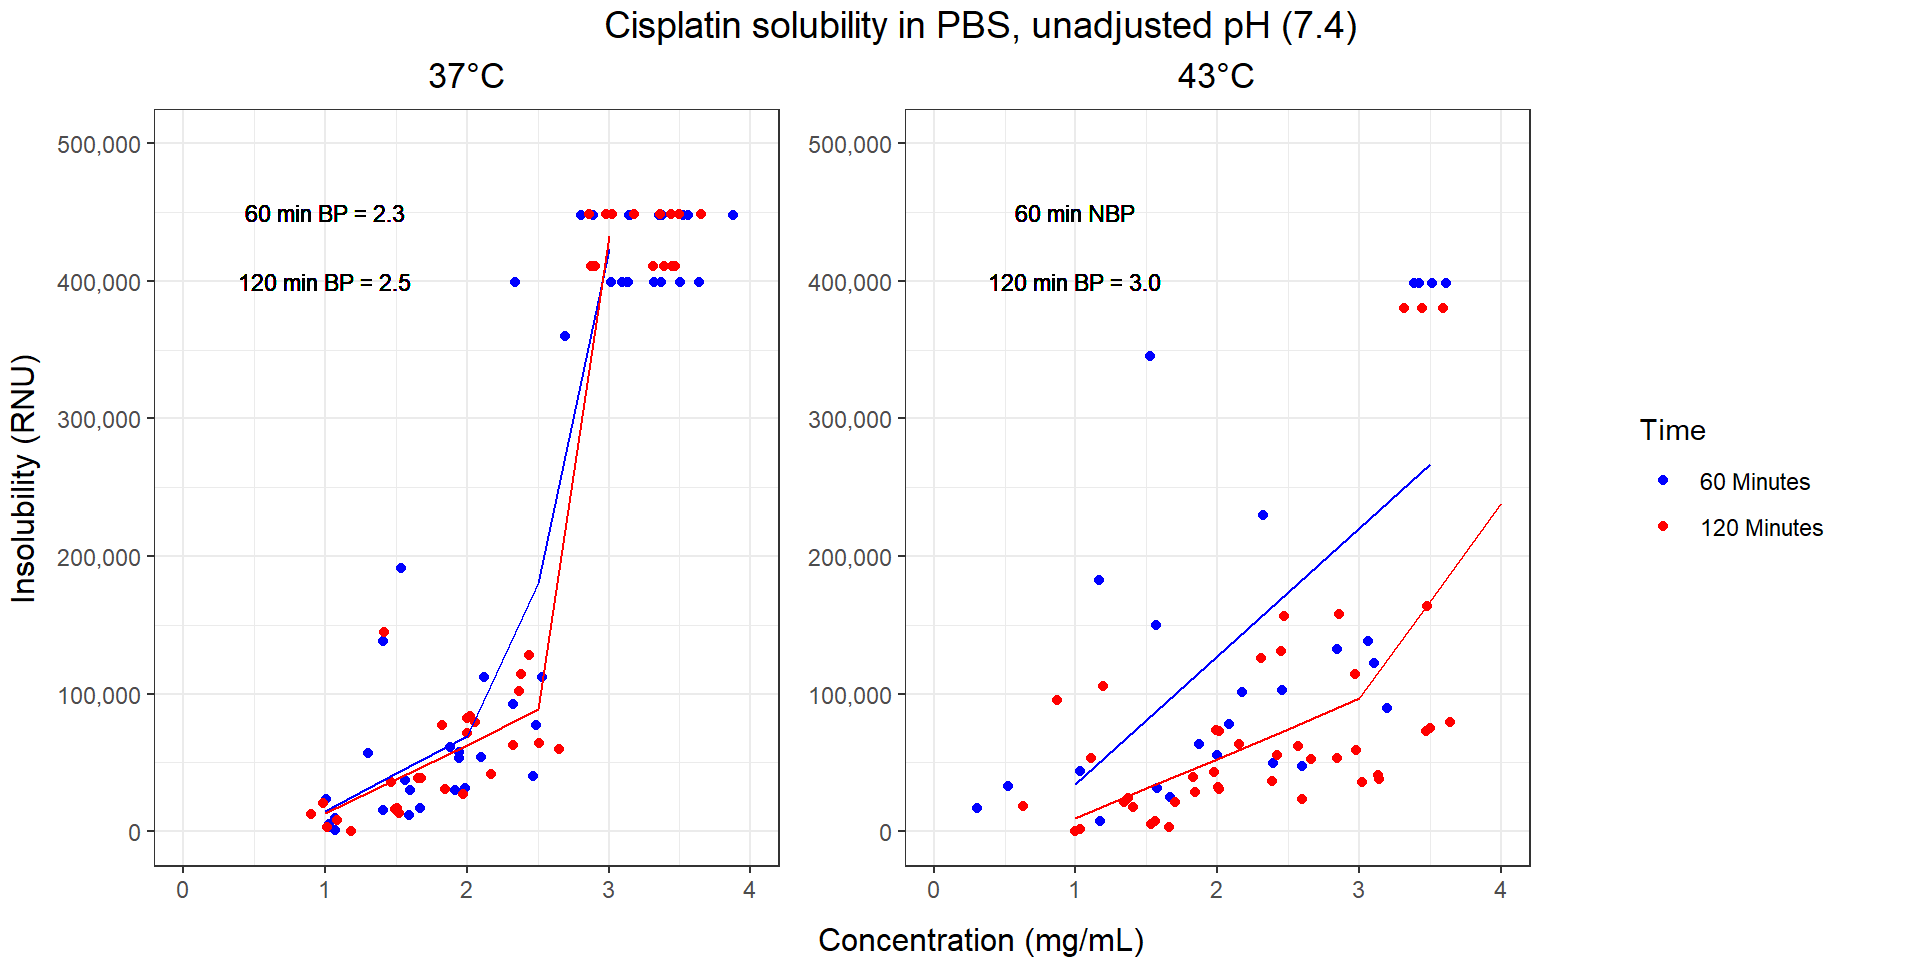 Cisplatin solubility in PBS, unadjusted pH (7.4)
37°C
43°C
Insolubility (RNU)
500,000
400,000
300,000
200,000
100,000
0
60 min BP = 2.3
120 min BP = 2.5
0 1 2 3 4
500,000
400,000
300,000
200,000
100,000
0
60 min NBP
120 min BP = 3.0
0 1 2 3 4
Concentration (mg/mL)
Time
60 Minutes
120 Minutes